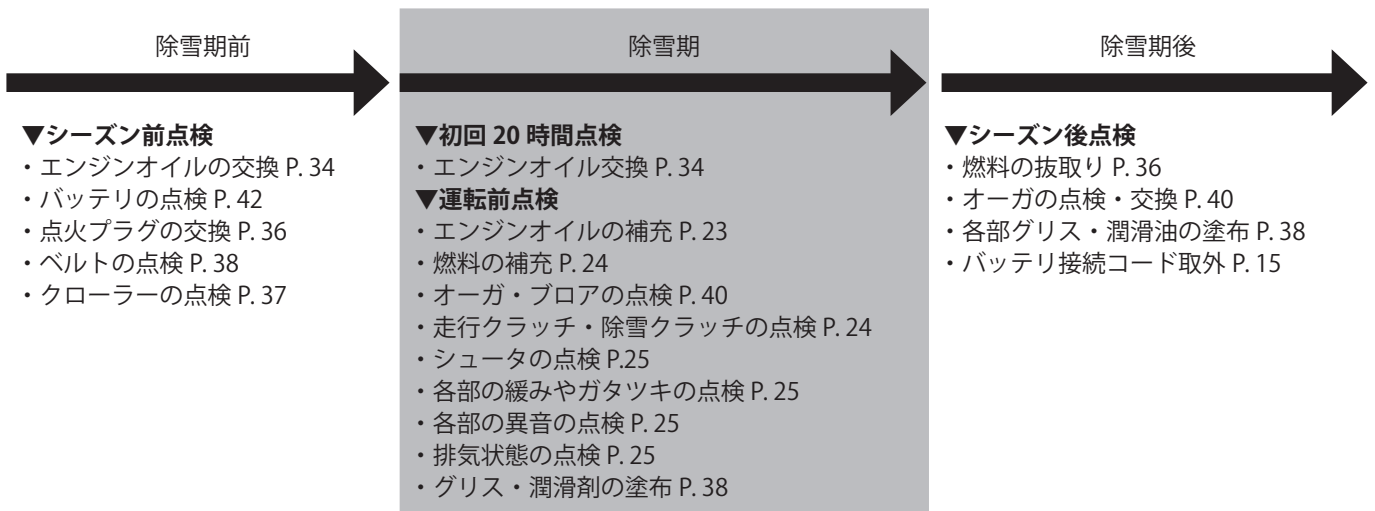 除雪期前
▼シーズン前点検
・エンジンオイルの交換 P. 34
・バッテリの点検 P. 42
・点火プラグの交換 P. 36
・ベルトの点検 P. 38
・クローラーの点検 P. 37
除雪期
▼初回 20 時間点検
・エンジンオイル交換 P. 34
▼運転前点検
・エンジンオイルの補充 P. 23
・燃料の補充 P. 24
・オーガ・ブロアの点検 P. 40
・走行クラッチ・除雪クラッチの点検 P. 24
・シュータの点検 P.25
・各部の緩みやガタツキの点検 P. 25
・各部の異音の点検 P. 25
・排気状態の点検 P. 25
・グリス・潤滑剤の塗布 P. 38
除雪期後
▼シーズン後点検
・燃料の抜取り P. 36
・オーガの点検・交換 P. 40
・各部グリス・潤滑油の塗布 P. 38
・バッテリ接続コード取外 P. 15